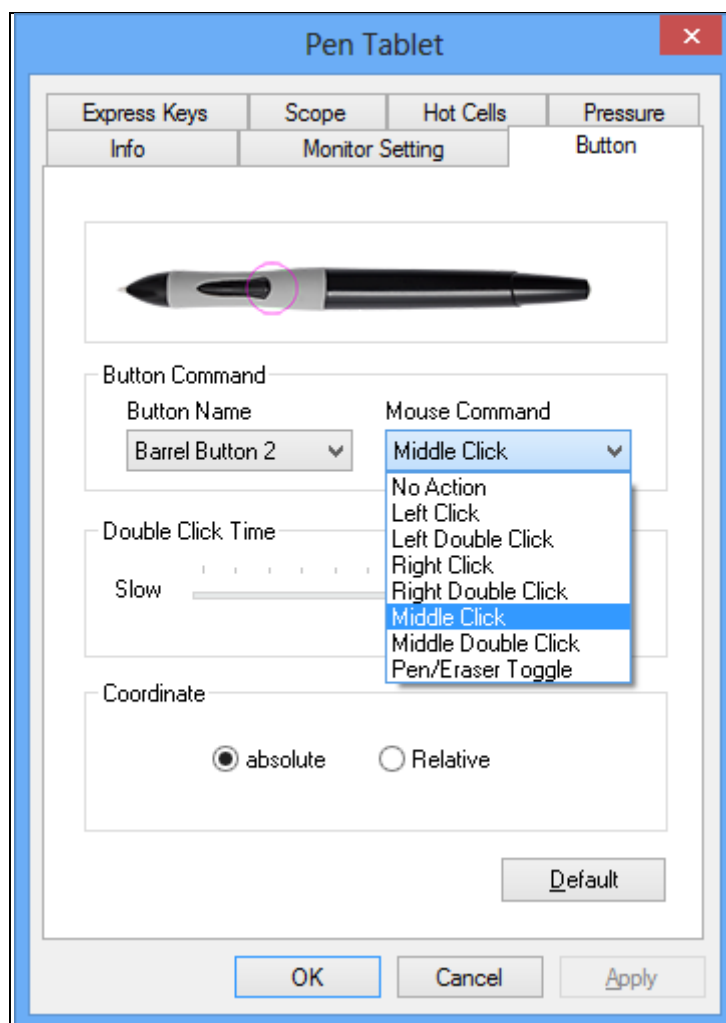 Pen Tablet
Express Keys Scope Hot Cells Pressure
Info Monitor Setting Button
Button Command
Button Name Mouse Command
Barrel Button 2 Middle Click
No Action
Left Click
Left Double Click
Right Click
Right Double Click
Middle Click
Middle Double Click
Pen/Eraser Toggle
Double Click Time
Slow
Coordinate
absolute Relative
Default
OK Cancel Apply